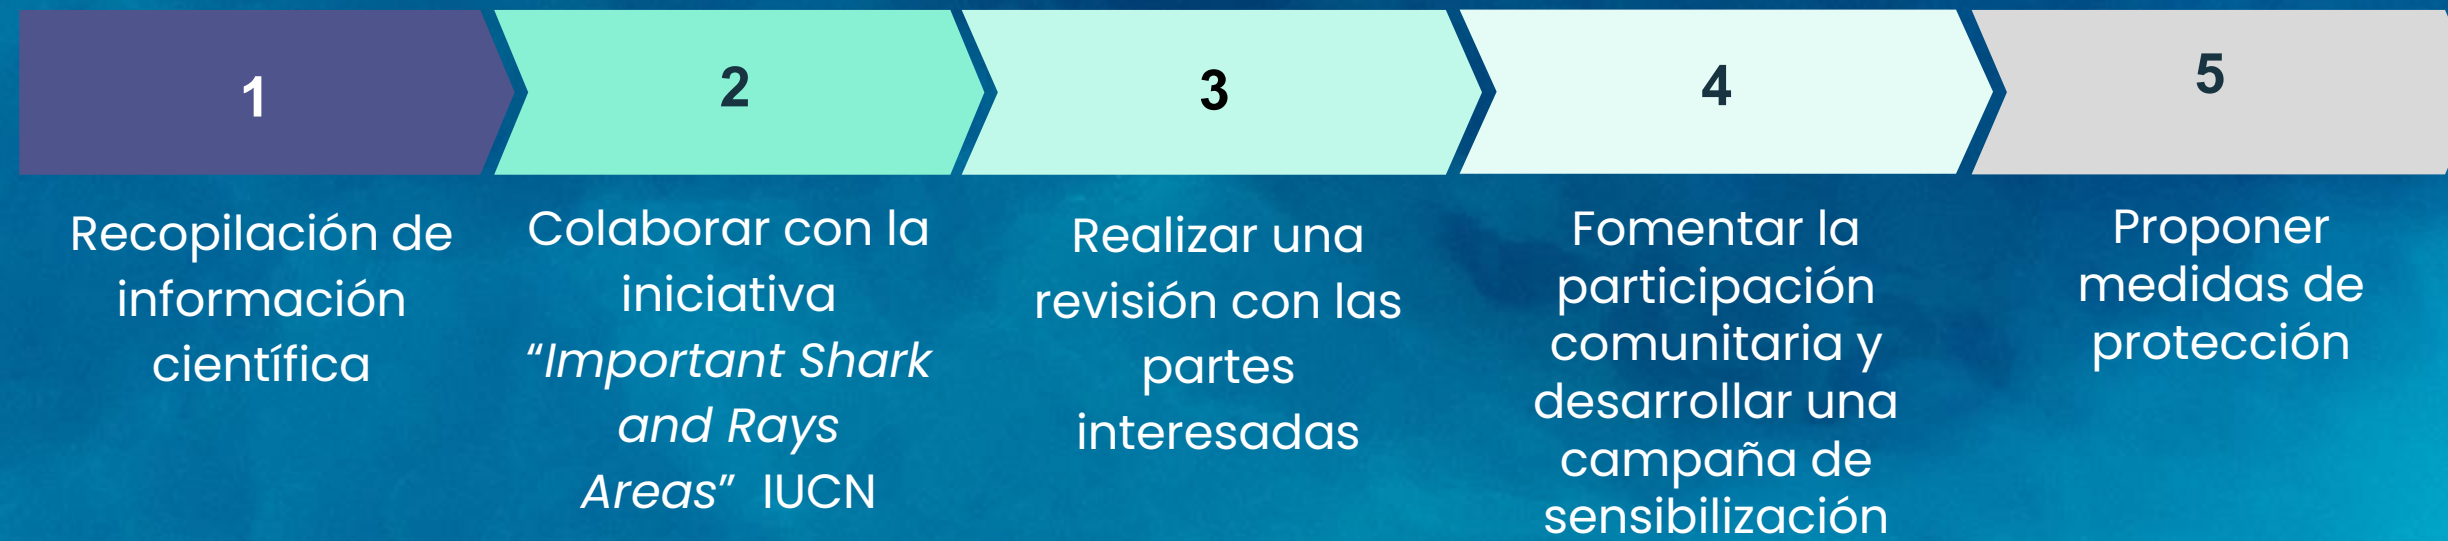 1
Recopilación de
información
científica
2
Colaborar con la
iniciativa
“Important Shark
and Rays
Areas” IUCN
3
Realizar una
revisión con las
partes
interesadas
4
Fomentar la
participación
comunitaria y
desarrollar una
campaña de
sensibilización
5
Proponer
medidas de
protección